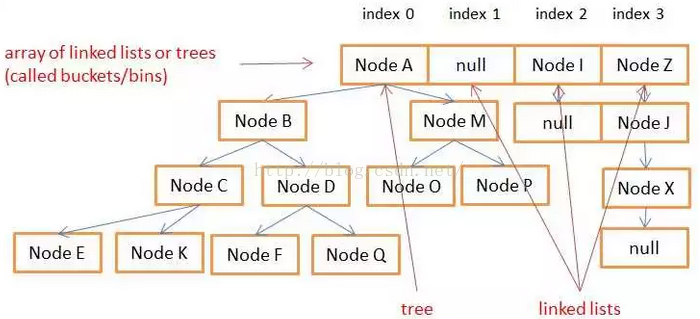 index 0 index 1 index 2 index 3
array of linked lists or trees
(called buckets/bins)
Node A null Node I Node Z
Node B Node M null Node J
http://blog.csdn.net/
Node C Node D Node O Node P Node X
Node E Node K Node F Node Q null
tree linked lists